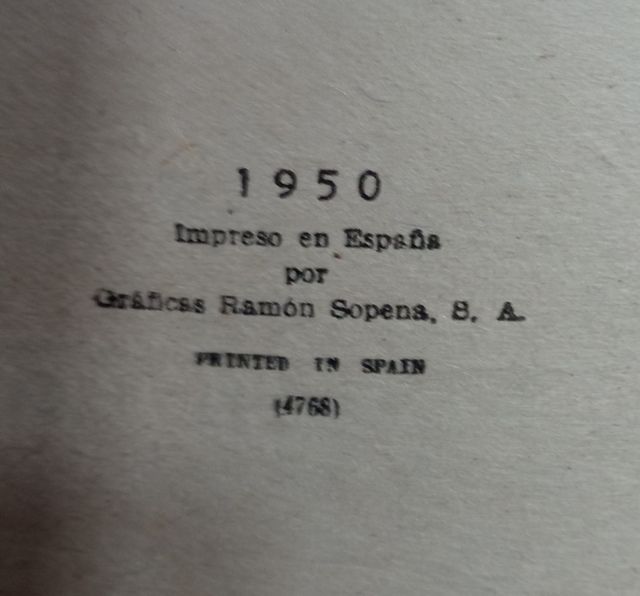 1950
Impreso en España
por
Gráficas Ramón Sopena, S. A.
PRINTED IN SPAIN
(4768)